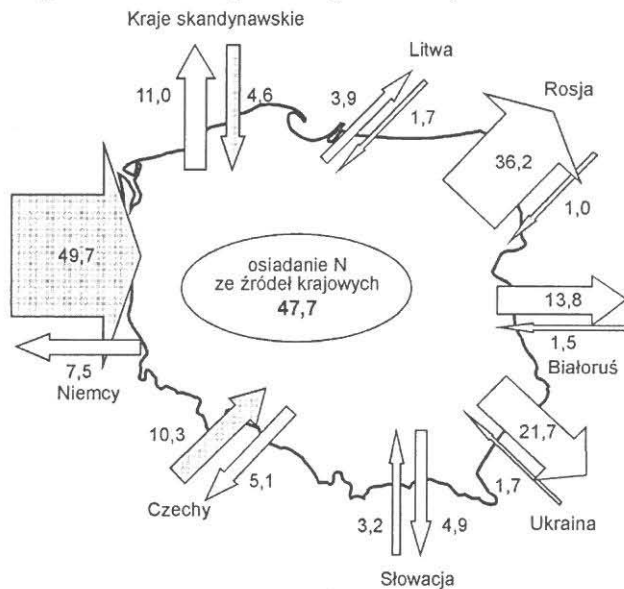 Kraje skandynawskie
11,0
4,6
Litwa
3,9
1,7
Rosja
36,2
1,0
49,7
osiadanie N
ze źródeł krajowych
47,7
13,8
1,5
Białoruś
7,5
Niemcy
10,3
5,1
Czechy
21,7
1,7
Ukraina
3,2
4,9
Słowacja